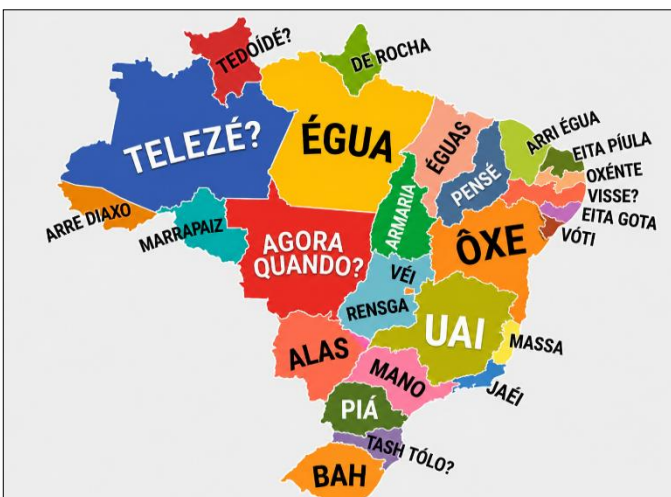 TEDOÍDÉ?
DE ROCHA
TELEZÉ?
ÉGUA
ÉGUAS
PENSÉ
ARRI ÉGUA
EITA PÍULA
OXÉNTE
VISSE?
EITA GOTA
VÓTI
ARRE DIAXO
MARRAPAIZ
AGORA
QUANDO?
ARMARIA
ÔXE
VÉI
RENSGA
UAI
MASSA
ALAS
MANO
JAÉI
PIÁ
TASH TÓLO?
BAH